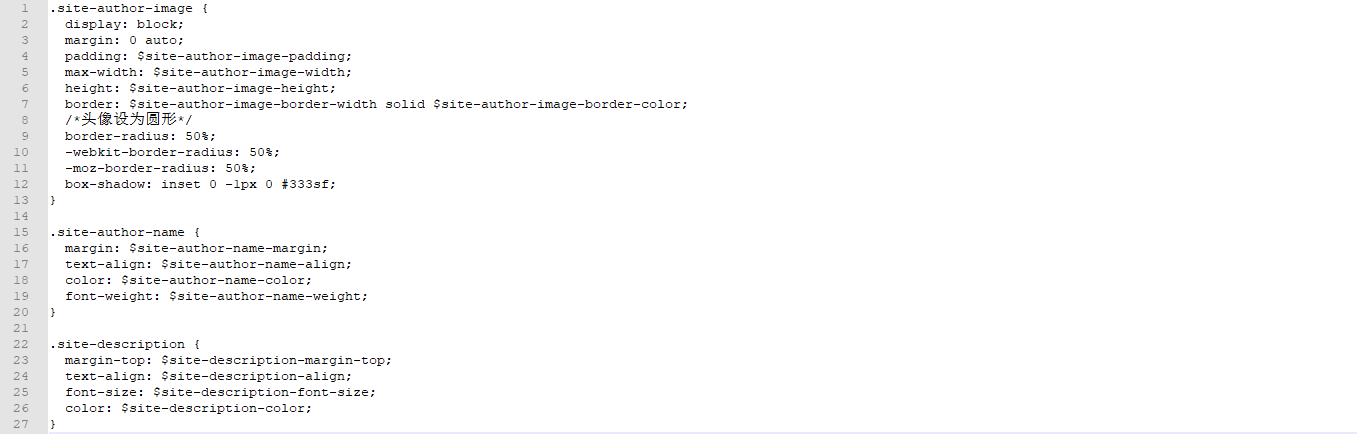 1 .site-author-image {
2   display: block;
3   margin: 0 auto;
4   padding: $site-author-image-padding;
5   max-width: $site-author-image-width;
6   height: $site-author-image-height;
7   border: $site-author-image-border-width solid $site-author-image-border-color;
8   /*头像设为圆形*/
9   border-radius: 50%;
10   -webkit-border-radius: 50%;
11   -moz-border-radius: 50%;
12   box-shadow: inset 0 -1px 0 #333sf;
13 }
14
15 .site-author-name {
16   margin: $site-author-name-margin;
17   text-align: $site-author-name-align;
18   color: $site-author-name-color;
19   font-weight: $site-author-name-weight;
20 }
21
22 .site-description {
23   margin-top: $site-description-margin-top;
24   text-align: $site-description-align;
25   font-size: $site-description-font-size;
26   color: $site-description-color;
27 }